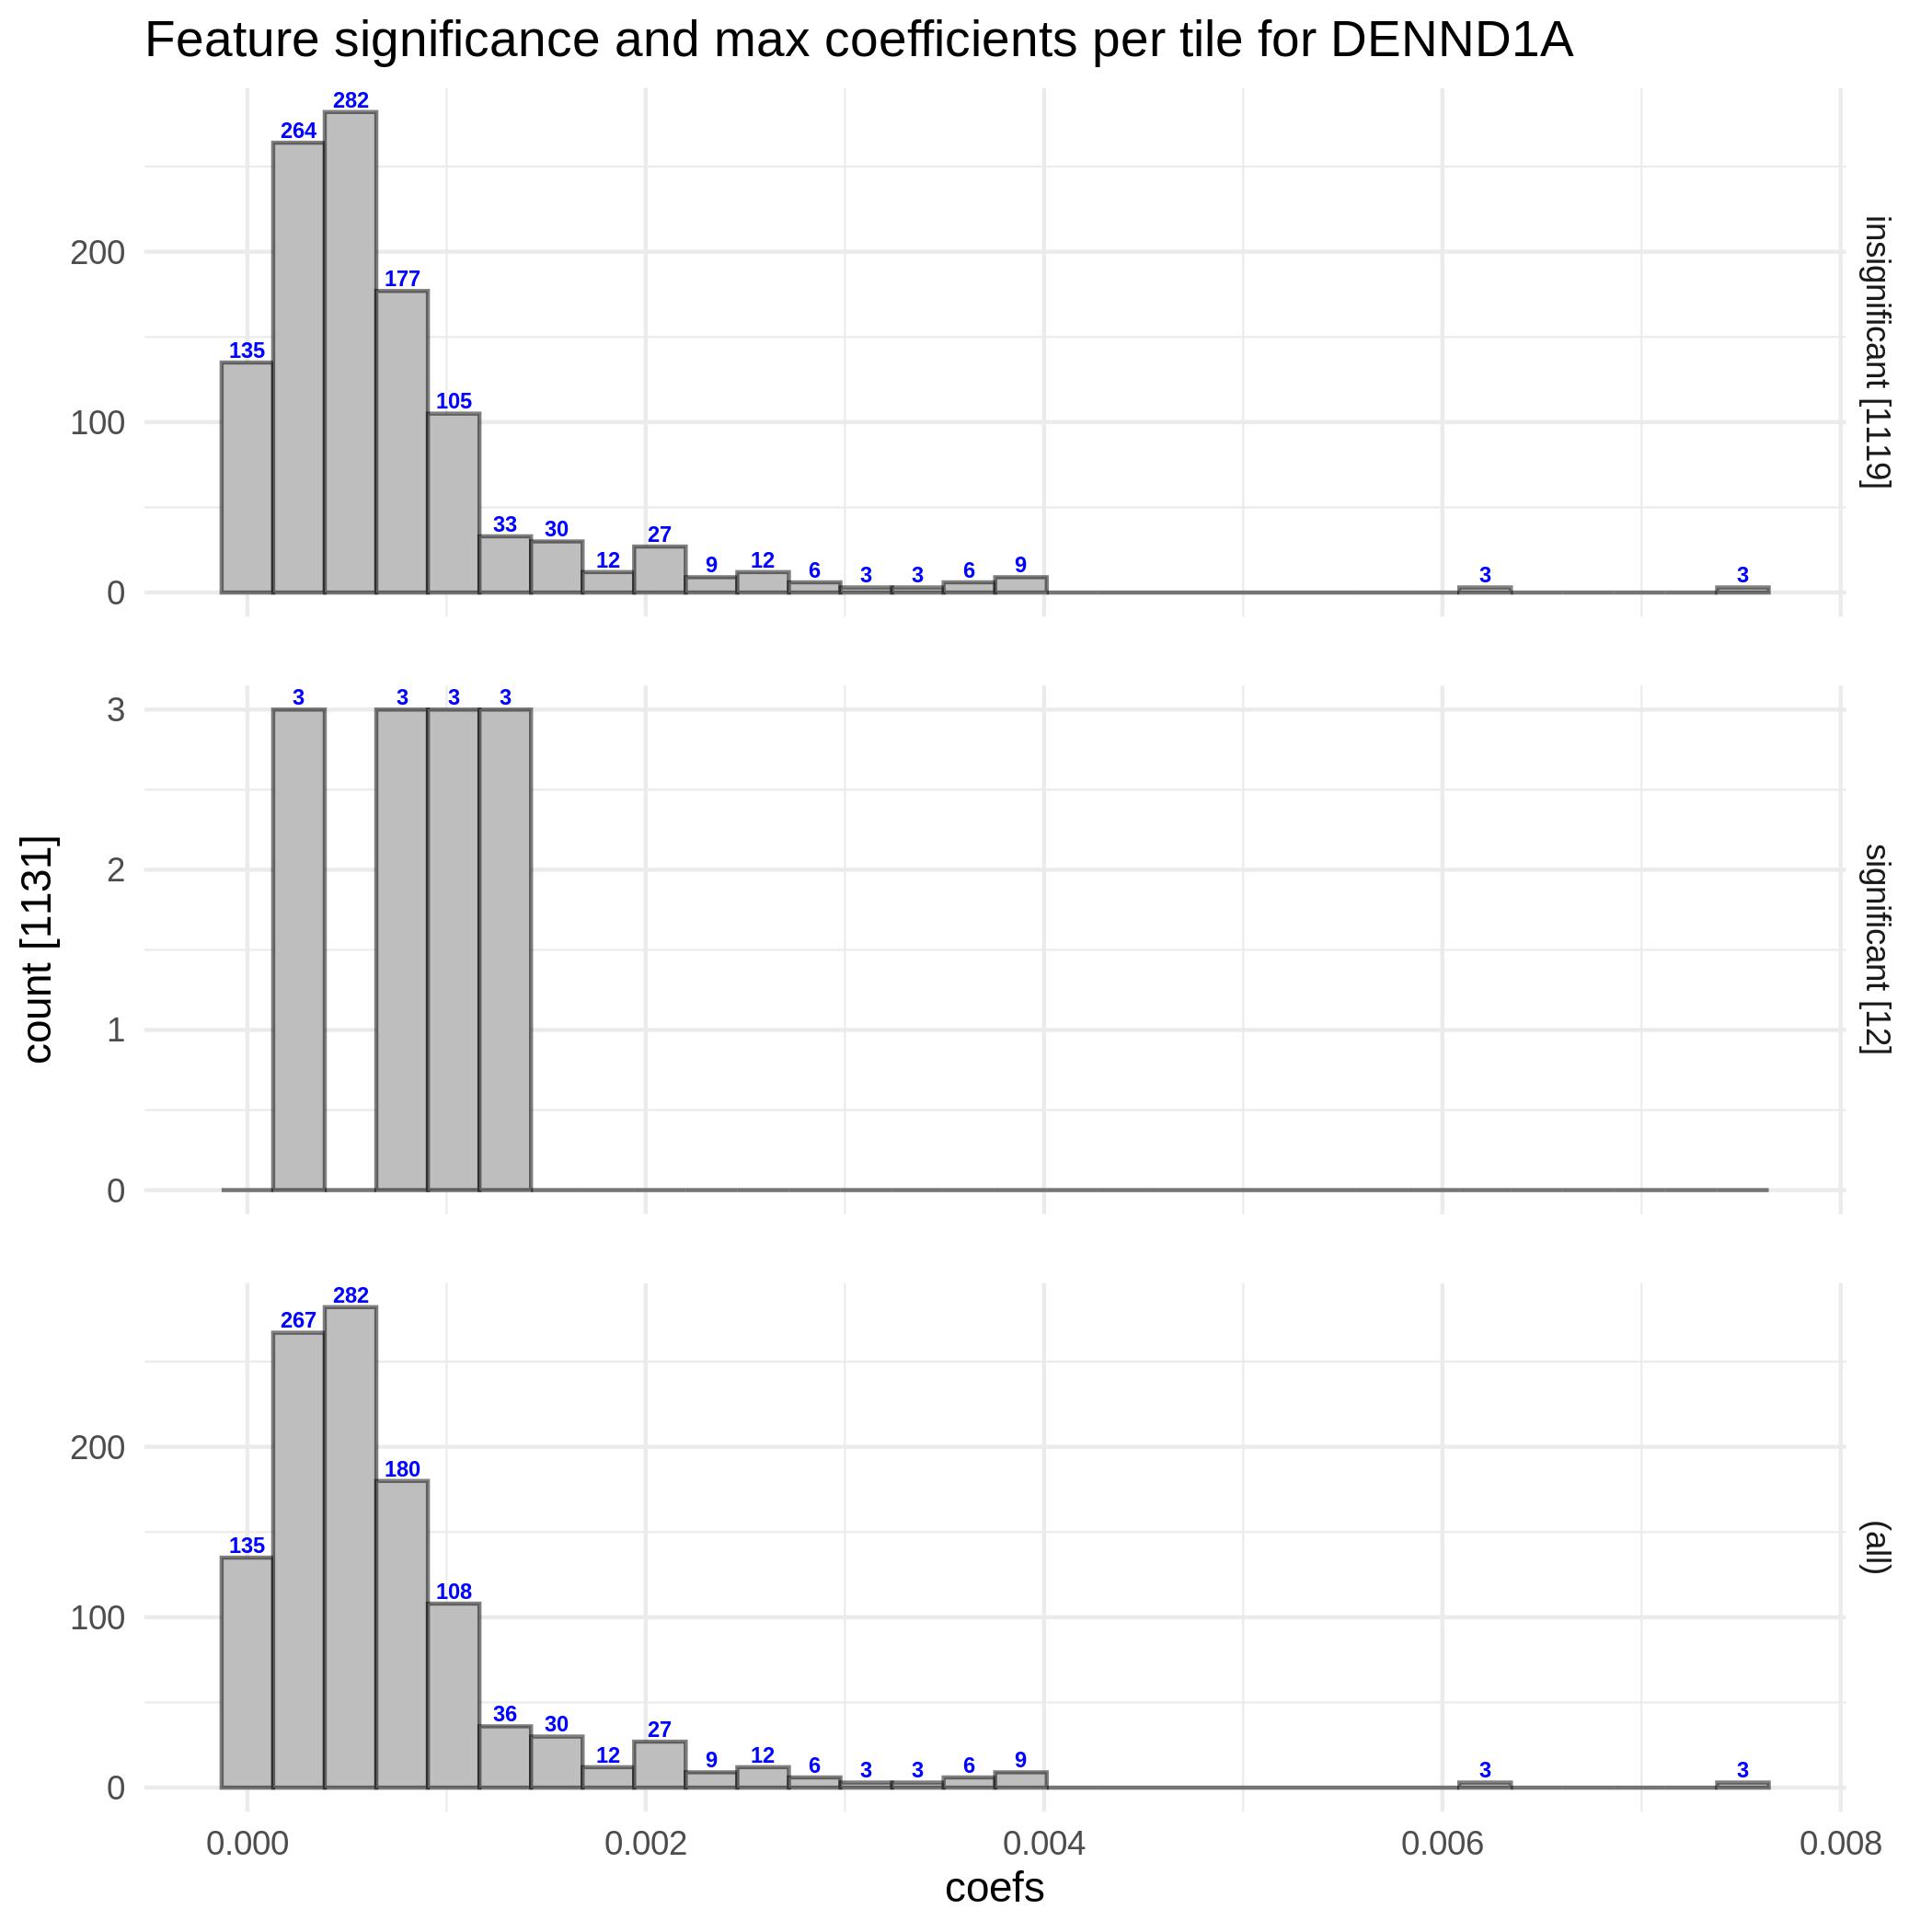 Feature significance and max coefficients per tile for DENND1A
282
264
177
135
105
33 30 12 27 9 12 6 3 3 6 9 3 3
200
100
0
insignificant [1119]
3 3 3 3
3
2
1
0
significant [12]
count [1131]
282
267
180
135
108
36 30 12 27 9 12 6 3 3 6 9 3 3
200
100
0
(all)
0.000 0.002 0.004 0.006 0.008
coefs